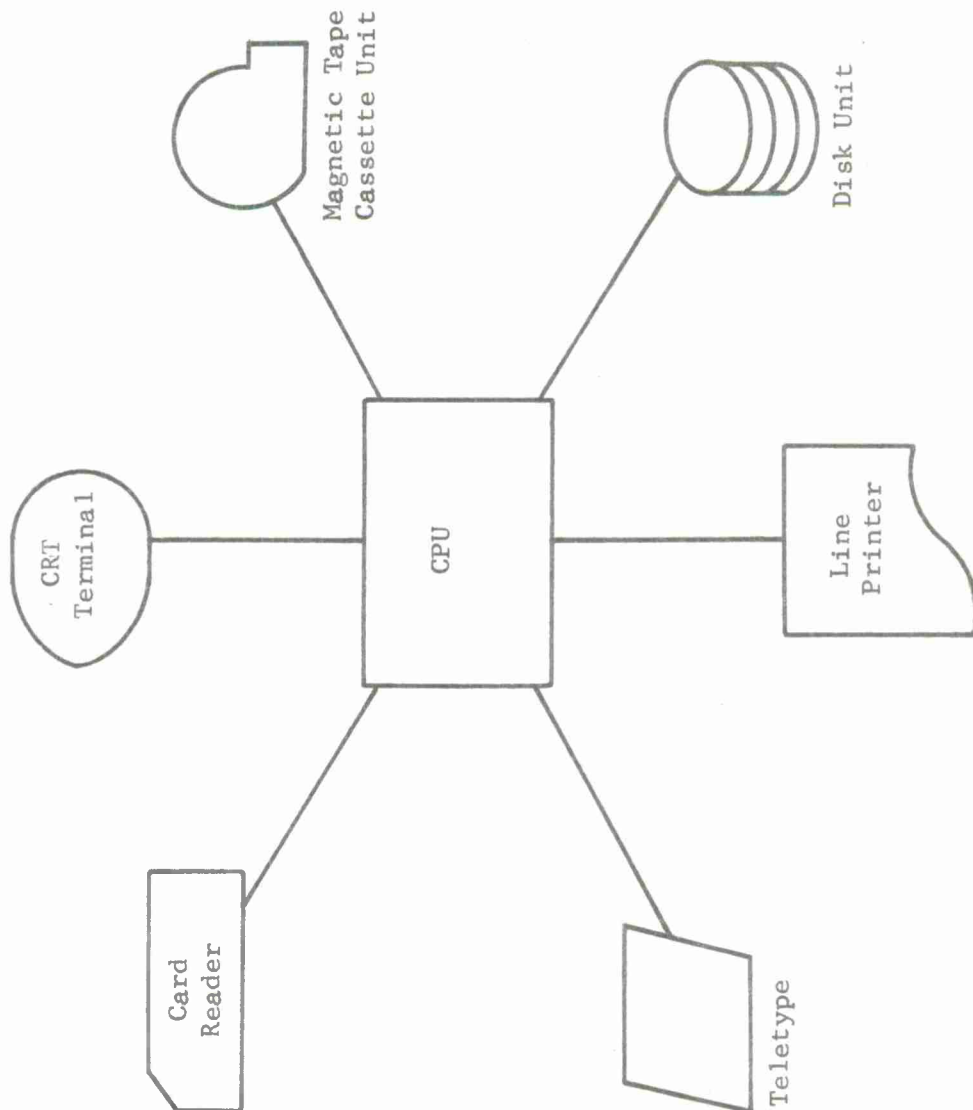 Card
Reader
CRT
Terminal
Magnetic Tape
Cassette Unit
CPU
Teletype
Line
Printer
Disk Unit